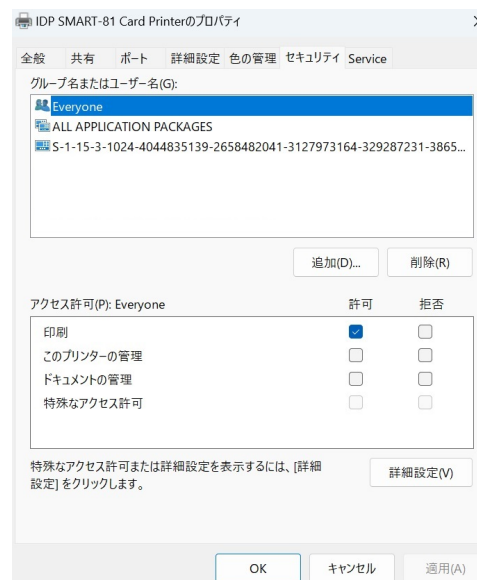 IDP SMART-81 Card Printerのプロパティ
全般 共有 ポート 詳細設定 色の管理 セキュリティ Service
グループ名またはユーザー名(G):
Everyone
ALL APPLICATION PACKAGES
S-1-15-3-1024-4044835139-2658482041-3127973164-329287231-3865...
追加(D)... 削除(R)
アクセス許可(P): Everyone 許可 拒否
印刷
このプリンターの管理
ドキュメントの管理
特殊なアクセス許可
特殊なアクセス許可または詳細設定を表示するには、[詳細
設定] をクリックします。
詳細設定(V)
OK キャンセル 適用(A)